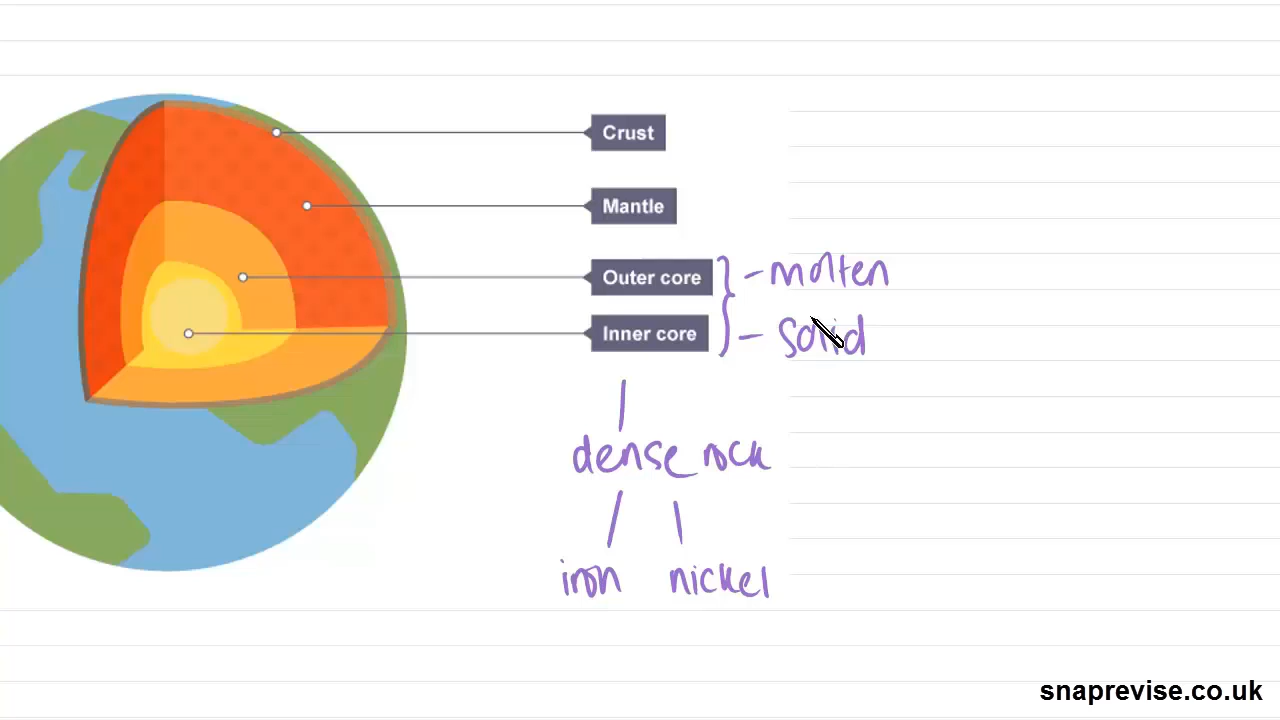 Crust
Mantle
Outer core - molten
Inner core - solid
dense rock
iron nickel
snaprevise.co.uk